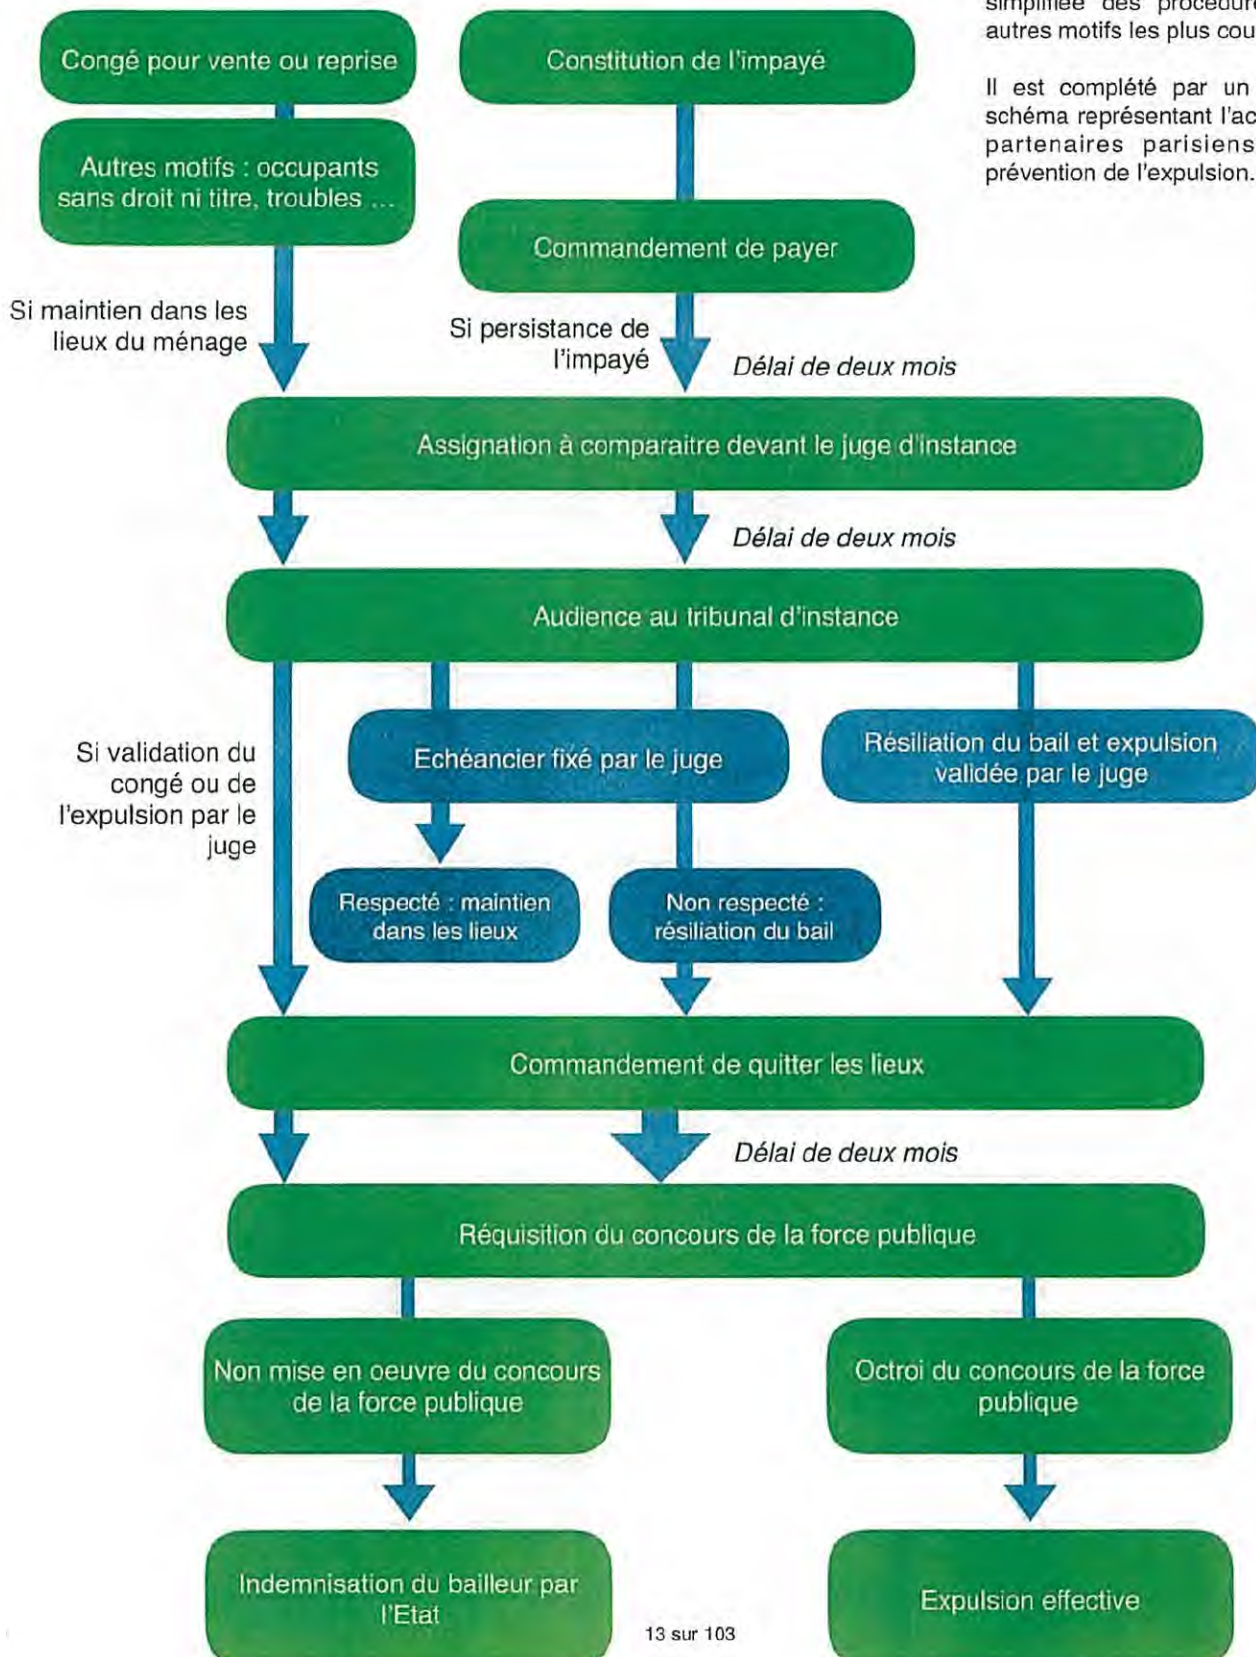 simplifiée des procédure
autres motifs les plus cou
Il est complété par un
schéma représentant l'ac
partenaires parisiens
prévention de l'expulsion.
Congé pour vente ou reprise
Constitution de l'impayé
Autres motifs : occupants
sans droit ni titre, troubles ...
Commandement de payer
Si maintien dans les
lieux du ménage
Si persistance de
l'impayé
Délai de deux mois
Assignation à comparaitre devant le juge d'instance
Délai de deux mois
Audience au tribunal d'instance
Si validation du
congé ou de
l'expulsion par le
juge
Echéancier fixé par le juge
Résiliation du bail et expulsion
validée par le juge
Respecté : maintien
dans les lieux
Non respecté :
résiliation du bail
Commandement de quitter les lieux
Délai de deux mois
Réquisition du concours de la force publique
Non mise en oeuvre du concours
de la force publique
Octroi du concours de la force
publique
Indemnisation du bailleur par
l'Etat
Expulsion effective
13 sur 103